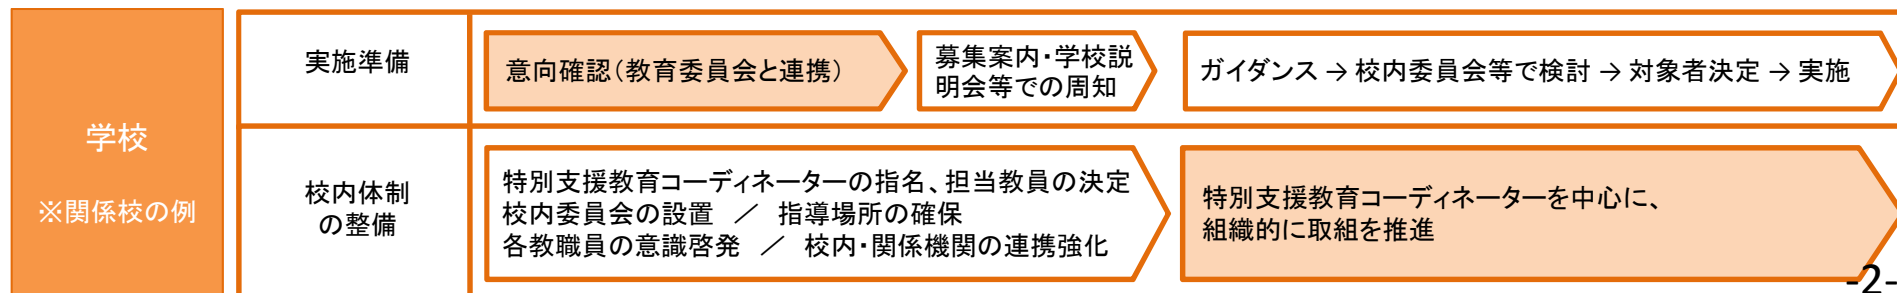 学校
※関係校の例
実施準備
意向確認（教育委員会と連携）
募集案内・学校説
明会等での周知
ガイダンス → 校内委員会等で検討 → 対象者決定 → 実施
校内体制
の整備
特別支援教育コーディネーターの指名、担当教員の決定
校内委員会の設置　／　指導場所の確保
各教職員の意識啓発　／　校内・関係機関の連携強化
特別支援教育コーディネーターを中心に、
組織的に取組を推進
-2-